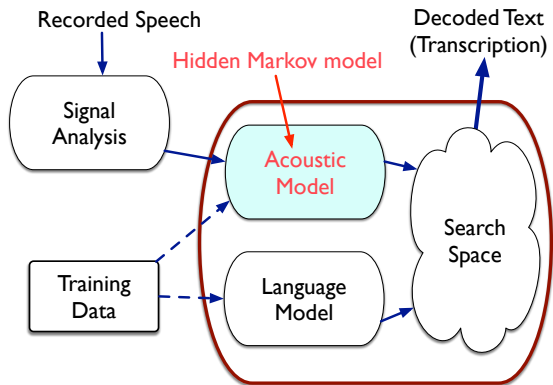 Recorded Speech
Decoded Text
(Transcription)
Hidden Markov model
Signal
Analysis
Acoustic
Model
Search
Space
Training
Data
Language
Model